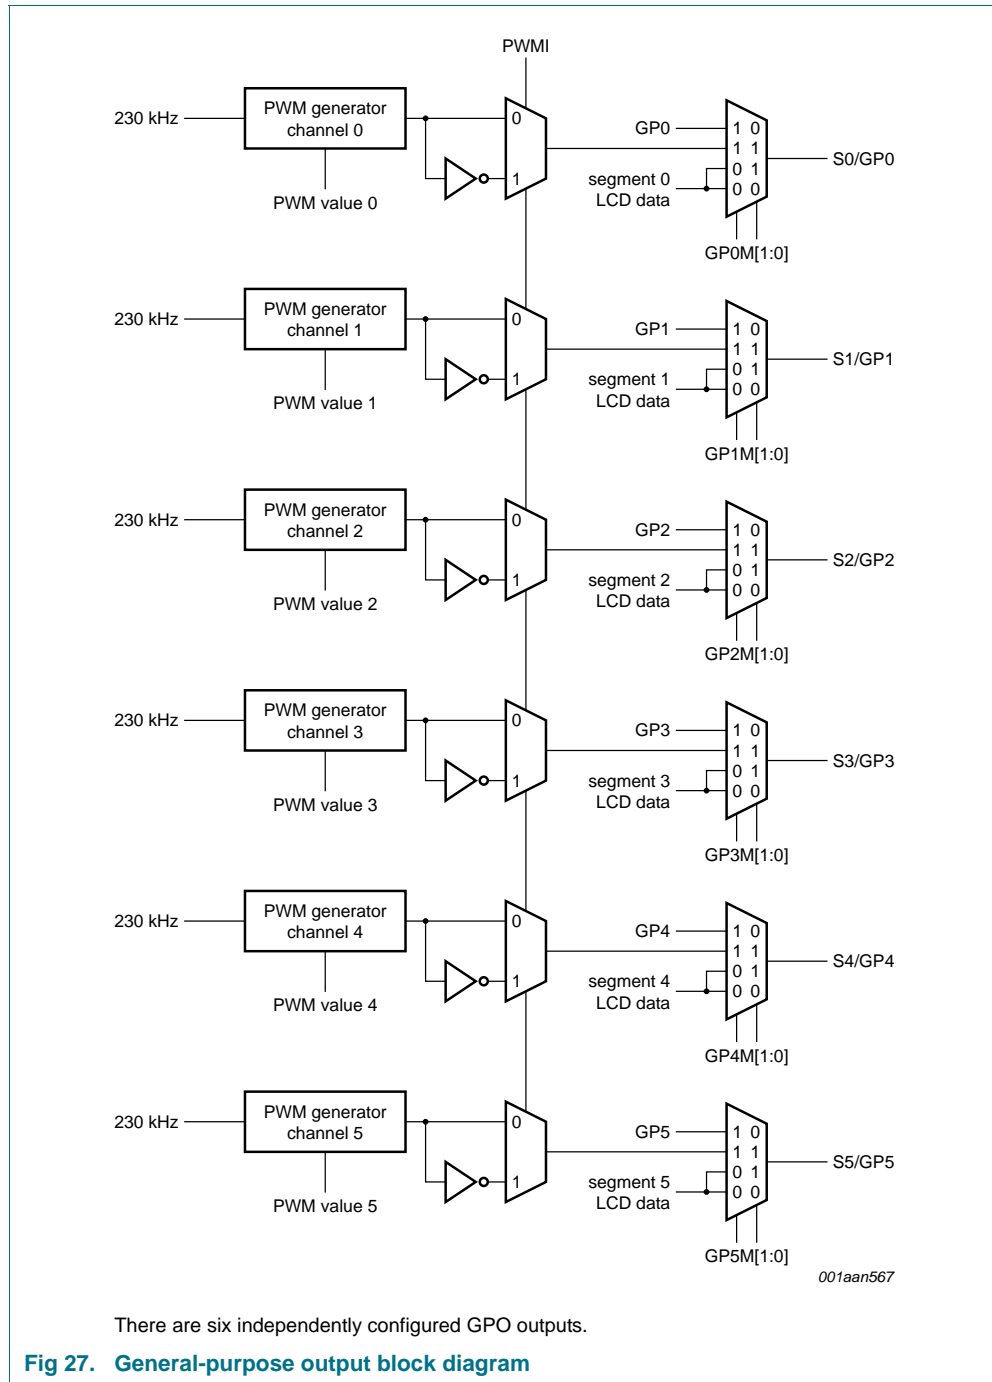 PWMI
230 kHz
PWM generator
channel 0
PWM value 0
0
1
GP0
segment 0
LCD data
1 0
1 1
0 1
0 0
S0/GP0
GP0M[1:0]
230 kHz
PWM generator
channel 1
PWM value 1
0
1
GP1
segment 1
LCD data
1 0
1 1
0 1
0 0
S1/GP1
GP1M[1:0]
230 kHz
PWM generator
channel 2
PWM value 2
0
1
GP2
segment 2
LCD data
1 0
1 1
0 1
0 0
S2/GP2
GP2M[1:0]
230 kHz
PWM generator
channel 3
PWM value 3
0
1
GP3
segment 3
LCD data
1 0
1 1
0 1
0 0
S3/GP3
GP3M[1:0]
230 kHz
PWM generator
channel 4
PWM value 4
0
1
GP4
segment 4
LCD data
1 0
1 1
0 1
0 0
S4/GP4
GP4M[1:0]
230 kHz
PWM generator
channel 5
PWM value 5
0
1
GP5
segment 5
LCD data
1 0
1 1
0 1
0 0
S5/GP5
GP5M[1:0]
001aan567
There are six independently configured GPO outputs.
Fig 27. General-purpose output block diagram